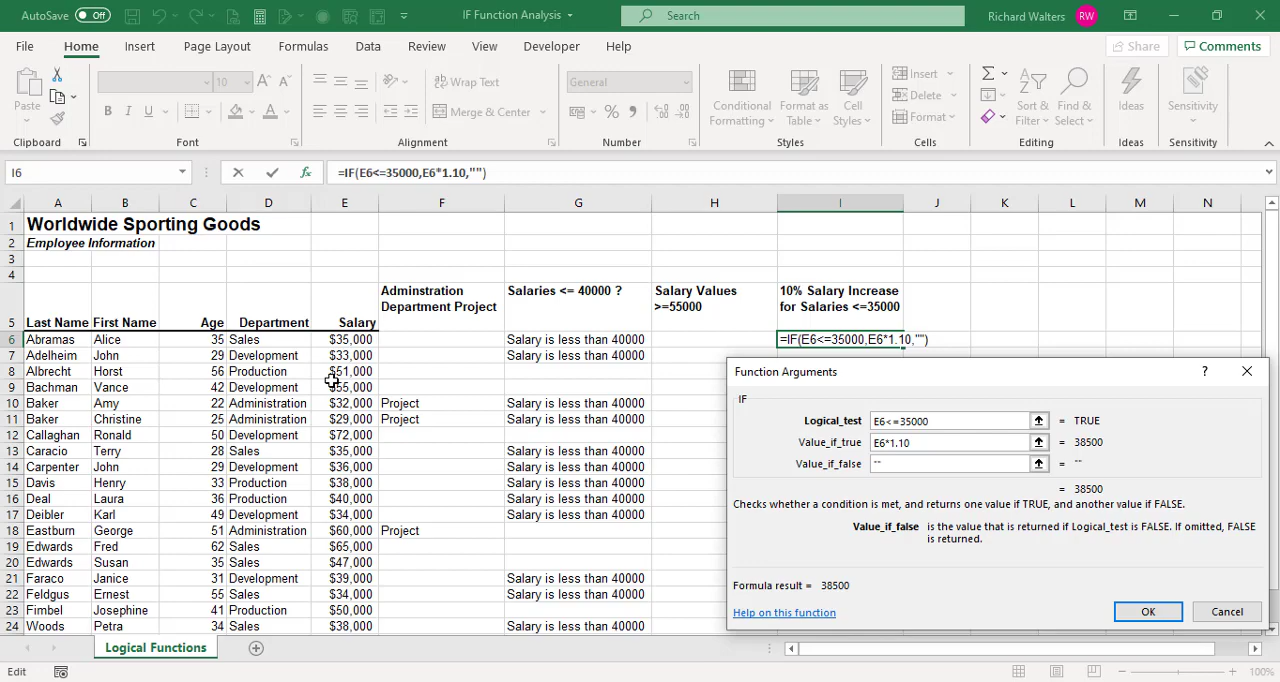 AutoSave Off IF Function Analysis Search Richard Walters RW
File Home Insert Page Layout Formulas Data Review View Developer Help Share Comments
Paste 10 A A Wrap Text General Conditional Formatting Format as Table Cell Styles Insert Delete Format Sort & Filter Find & Select Ideas Sensitivity
B I U A Merge & Center % ,
Clipboard Font Alignment Number Styles Cells Editing Ideas Sensitivity
I6 fx =IF(E6<=35000,E6*1.10,"")
A B C D E F G H I J K L M N
1 Worldwide Sporting Goods
2 Employee Information
3
4
Adminstration Department Project Salaries <= 40000 ? Salary Values >=55000 10% Salary Increase for Salaries <=35000
5 Last Name First Name Age Department Salary
6 Abramas Alice 35 Sales $35,000 Salary is less than 40000 =IF(E6<=35000,E6*1.10,"")
7 Adelheim John 29 Development $33,000 Salary is less than 40000
8 Albrecht Horst 56 Production $51,000
9 Bachman Vance 42 Development $55,000
10 Baker Amy 22 Administration $32,000 Project Salary is less than 40000
11 Baker Christine 25 Administration $29,000 Project Salary is less than 40000
12 Callaghan Ronald 50 Development $72,000
13 Caracio Terry 28 Sales $35,000 Salary is less than 40000
14 Carpenter John 29 Development $36,000 Salary is less than 40000
15 Davis Henry 33 Production $38,000 Salary is less than 40000
16 Deal Laura 36 Production $40,000 Salary is less than 40000
17 Deibler Karl 49 Development $34,000 Salary is less than 40000
18 Eastburn George 51 Administration $60,000 Project
19 Edwards Fred 62 Sales $65,000
20 Edwards Susan 35 Sales $47,000
21 Faraco Janice 31 Development $39,000 Salary is less than 40000
22 Feldgus Ernest 55 Sales $34,000 Salary is less than 40000
23 Fimbel Josephine 41 Production $50,000
24 Woods Petra 34 Sales $38,000 Salary is less than 40000
Function Arguments ?
IF
Logical_test E6<=35000 = TRUE
Value_if_true E6*1.10 = 38500
Value_if_false "" = ""
= 38500
Checks whether a condition is met, and returns one value if TRUE, and another value if FALSE.
Value_if_false is the value that is returned if Logical_test is FALSE. If omitted, FALSE
is returned.
Formula result = 38500
Help on this function OK Cancel
Logical Functions
Edit 100%